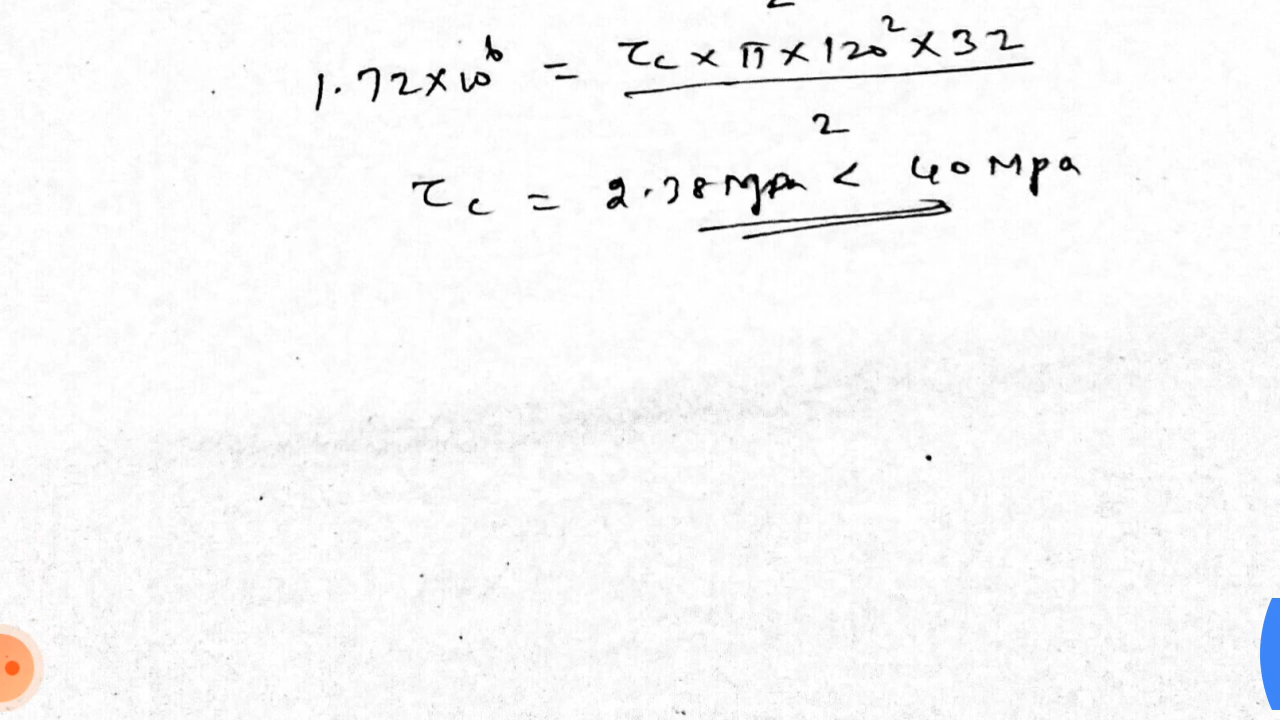 1.72×10⁶ = τc × π × 120² × 32
2
τc = 2.38 Mpa < 40 Mpa